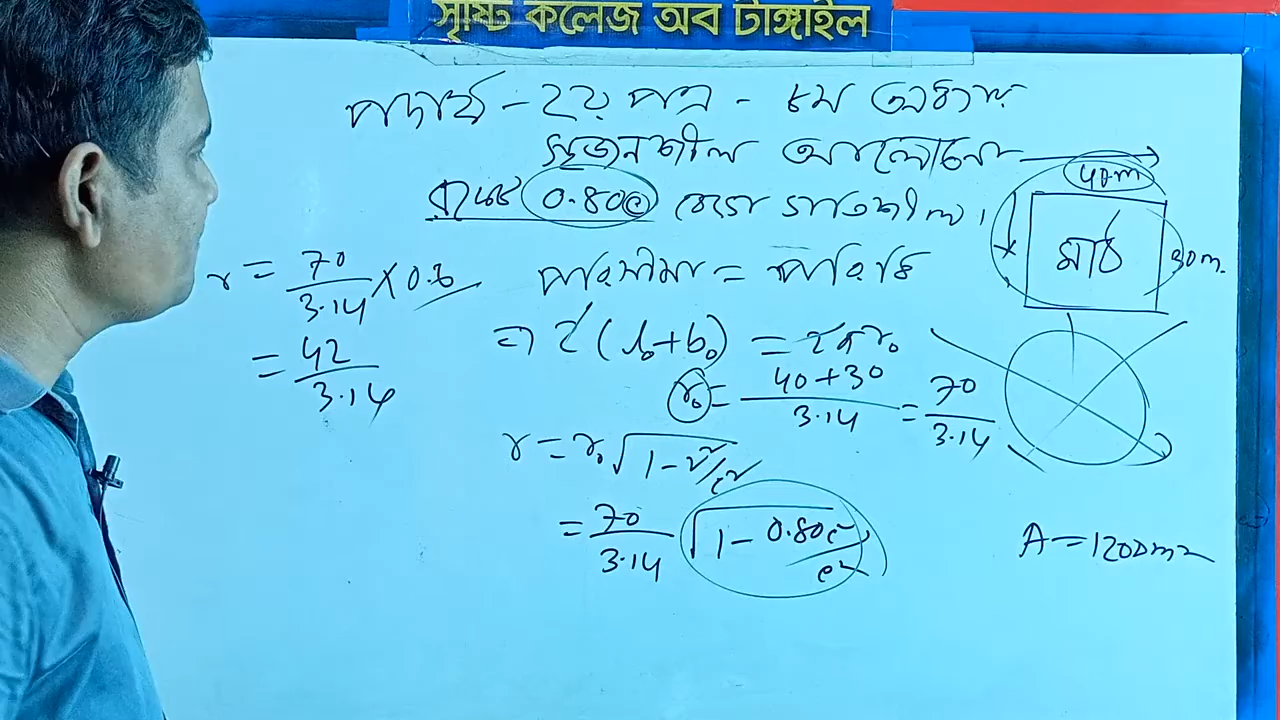 সৃষ্টি কলেজ অব টাঙ্গাইল
পদার্থ - ২য় পত্র - ৮ম অধ্যায়
সৃজনশীল আলোচনা
0.80c বেগে গতিশীল।
40m
মাঠ
30m.
পরিসীমা = পরিধি
⇒ 2(l₀+b₀) = 2πr₀
r₀ = 40+30 / 3.14 = 70 / 3.14
r = r₀ √1-v²/c²
= 70 / 3.14 √1 - 0.80c² / c²
r = 70 / 3.14 × 0.6
= 42 / 3.14
A = 1200m²